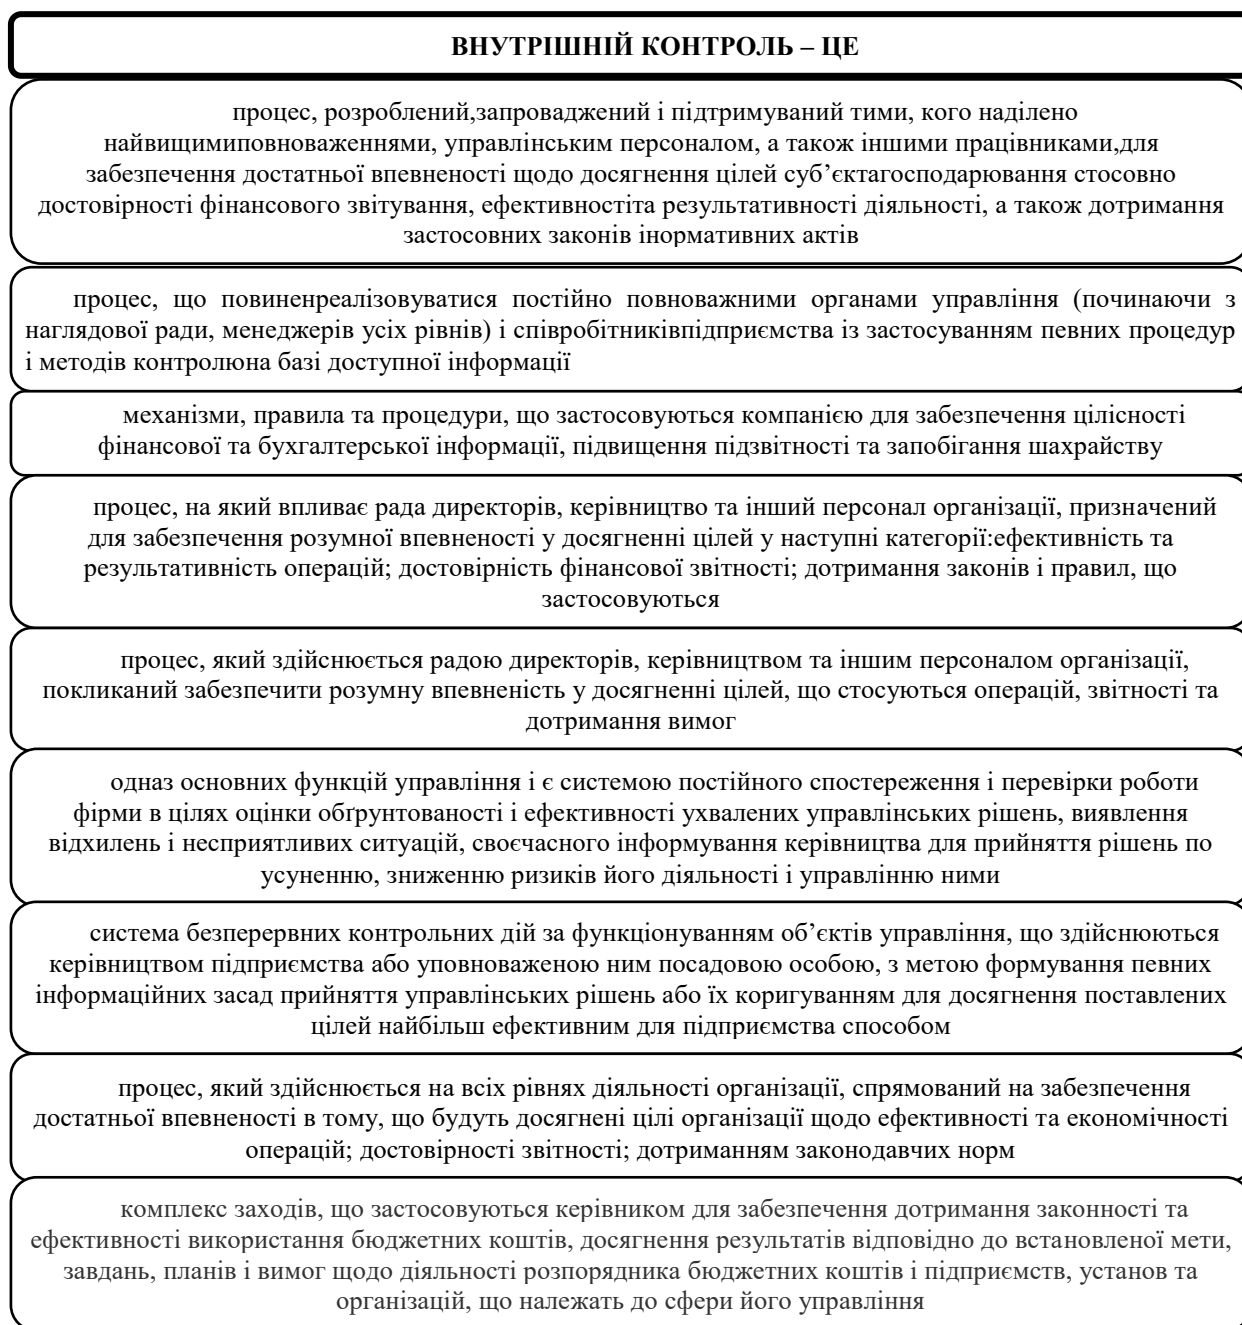 ВНУТРІШНІЙ КОНТРОЛЬ – ЦЕ
процес, розроблений,запроваджений і підтримуваний тими, кого наділено
найвищимиповноваженнями, управлінським персоналом, а також іншими працівниками,для
забезпечення достатньої впевненості щодо досягнення цілей суб’єктагосподарювання стосовно
достовірності фінансового звітування, ефективностіта результативності діяльності, а також дотримання
застосовних законів інормативних актів
процес, що повиненреалізовуватися постійно повноважними органами управління (починаючи з
наглядової ради, менеджерів усіх рівнів) і співробітниківпідприємства із застосуванням певних процедур
і методів контролюна базі доступної інформації
механізми, правила та процедури, що застосовуються компанією для забезпечення цілісності
фінансової та бухгалтерської інформації, підвищення підзвітності та запобігання шахрайству
процес, на який впливає рада директорів, керівництво та інший персонал організації, призначений
для забезпечення розумної впевненості у досягненні цілей у наступні категорії:ефективність та
результативність операцій; достовірність фінансової звітності; дотримання законів і правил, що
застосовуються
процес, який здійснюється радою директорів, керівництвом та іншим персоналом організації,
покликаний забезпечити розумну впевненість у досягненні цілей, що стосуються операцій, звітності та
дотримання вимог
одназ основних функцій управління і є системою постійного спостереження і перевірки роботи
фірми в цілях оцінки обґрунтованості і ефективності ухвалених управлінських рішень, виявлення
відхилень і несприятливих ситуацій, своєчасного інформування керівництва для прийняття рішень по
усуненню, зниженню ризиків його діяльності і управлінню ними
система безперервних контрольних дій за функціонуванням об’єктів управління, що здійснюються
керівництвом підприємства або уповноваженою ним посадовою особою, з метою формування певних
інформаційних засад прийняття управлінських рішень або їх коригуванням для досягнення поставлених
цілей найбільш ефективним для підприємства способом
процес, який здійснюється на всіх рівнях діяльності організації, спрямований на забезпечення
достатньої впевненості в тому, що будуть досягнені цілі організації щодо ефективності та економічності
операцій; достовірності звітності; дотриманням законодавчих норм
комплекс заходів, що застосовуються керівником для забезпечення дотримання законності та
ефективності використання бюджетних коштів, досягнення результатів відповідно до встановленої мети,
завдань, планів і вимог щодо діяльності розпорядника бюджетних коштів і підприємств, установ та
організацій, що належать до сфери його управління